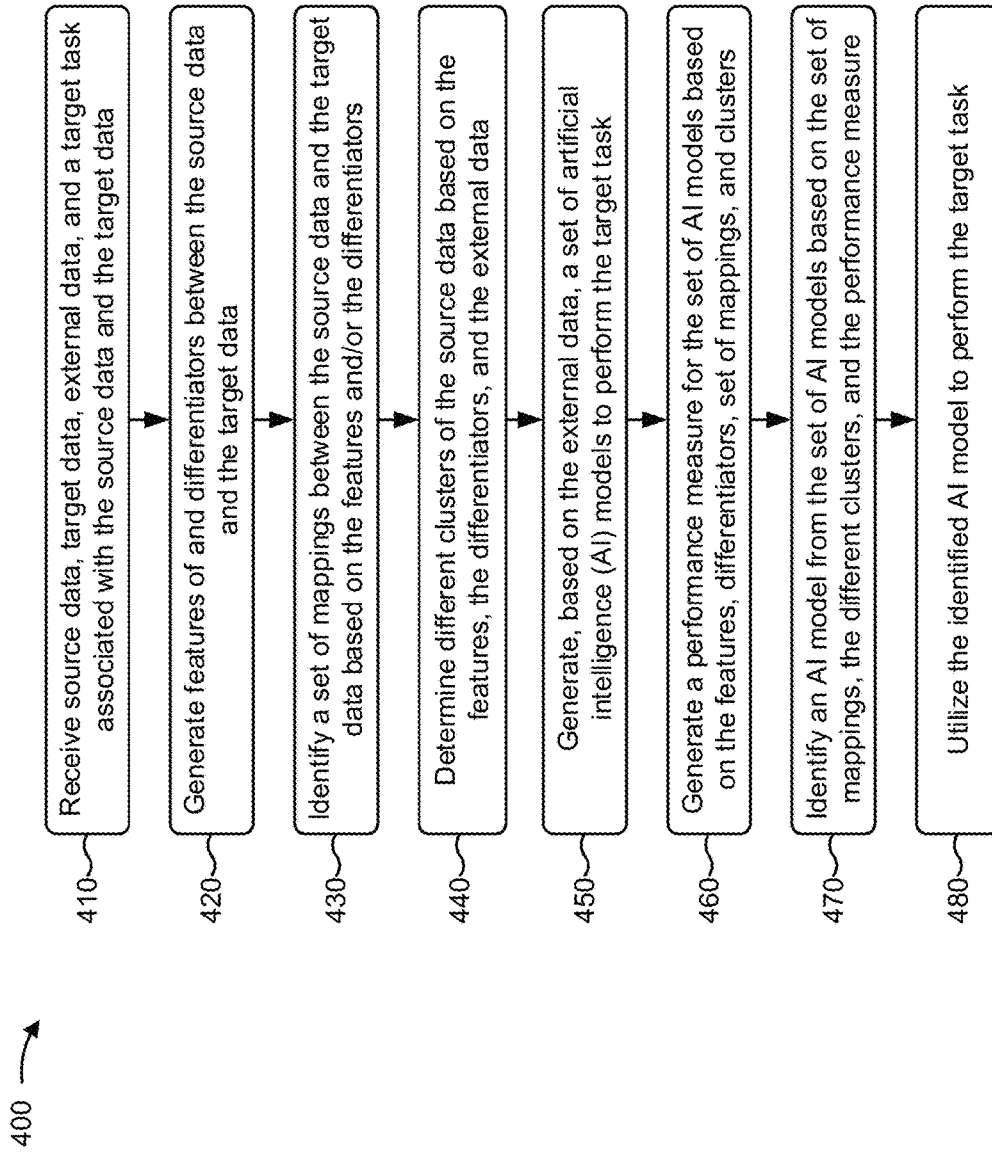 400
410
Receive source data, target data, external data, and a target task
associated with the source data and the target data
420
Generate features of and differentiators between the source data
and the target data
430
Identify a set of mappings between the source data and the target
data based on the features and/or the differentiators
440
Determine different clusters of the source data based on the
features, the differentiators, and the external data
450
Generate, based on the external data, a set of artificial
intelligence (AI) models to perform the target task
460
Generate a performance measure for the set of AI models based
on the features, differentiators, set of mappings, and clusters
470
Identify an AI model from the set of AI models based on the set of
mappings, the different clusters, and the performance measure
480
Utilize the identified AI model to perform the target task